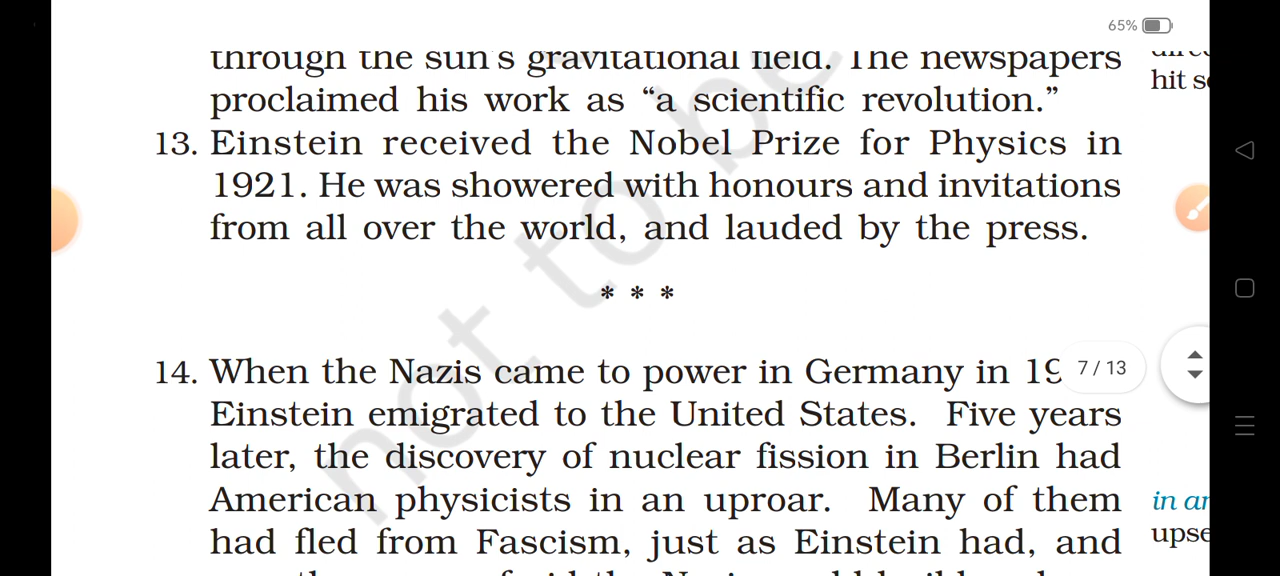 65%
through the sun's gravitational field. The newspapers
proclaimed his work as “a scientific revolution.”
hit
13. Einstein received the Nobel Prize for Physics in
1921. He was showered with honours and invitations
from all over the world, and lauded by the press.
* * *
14. When the Nazis came to power in Germany in 19
7 / 13
Einstein emigrated to the United States. Five years
later, the discovery of nuclear fission in Berlin had
American physicists in an uproar. Many of them
in
had fled from Fascism, just as Einstein had, and
upse
not to be